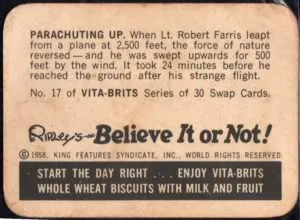 PARACHUTING UP. When Lt. Robert Farris leapt
from a plane at 2,500 feet, the force of nature
reversed—and he was swept upwards for 500
feet by the wind. It took 24 minutes before he
reached the ground after his strange flight.
No. 17 of VITA-BRITS Series of 30 Swap Cards.
Ripley's Believe It or Not!
© 1958, KING FEATURES SYNDICATE, INC., WORLD RIGHTS RESERVED.
START THE DAY RIGHT . . . ENJOY VITA-BRITS
WHOLE WHEAT BISCUITS WITH MILK AND FRUIT